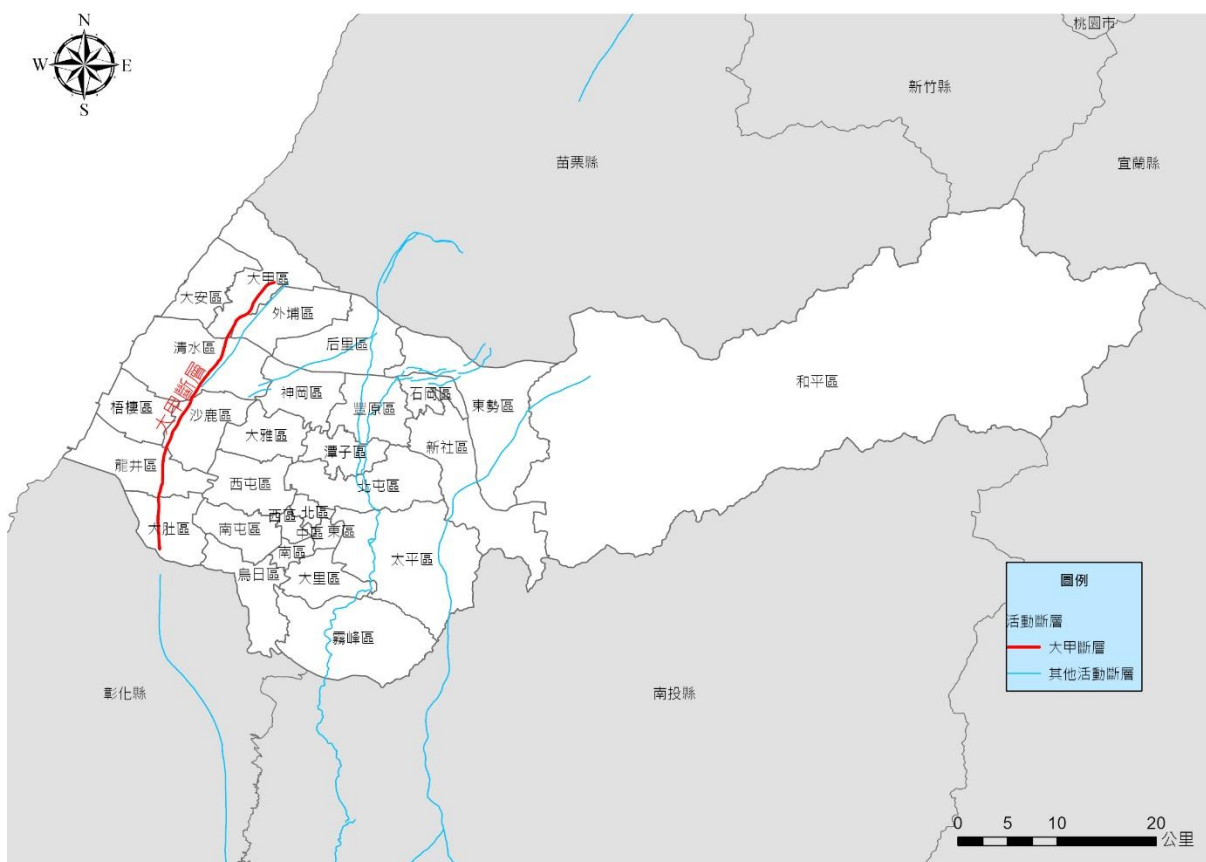 N
W
E
S
桃園市
新竹縣
苗栗縣
宜蘭縣
大甲區
大安區
外埔區
清水區
后里區
和平區
大甲斷層
神岡區
石岡區
東勢區
梧棲區
沙鹿區
豐原區
大雅區
潭子區
新社區
龍井區
西屯區
北屯區
大肚區
南屯區
西區
北區
中區
東區
南區
太平區
烏日區
大里區
霧峰區
彰化縣
南投縣
圖例
活動斷層
大甲斷層
其他活動斷層
0 5 10 20
公里